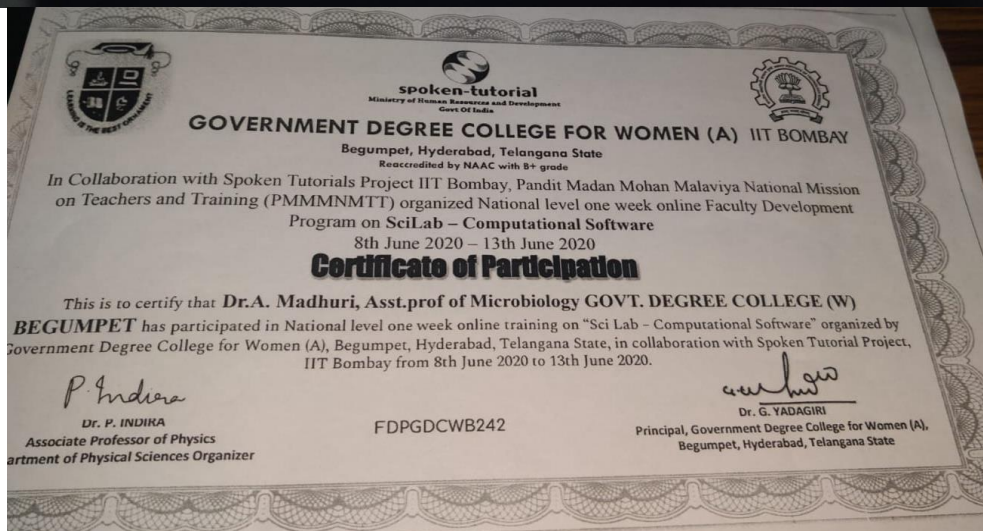 spoken-tutorial
Ministry of Human Resources and Development
Govt Of India
LEARNING IS THE BEST ORNAMENT
GOVERNMENT DEGREE COLLEGE FOR WOMEN (A) IIT BOMBAY
Begumpet, Hyderabad, Telangana State
Reaccredited by NAAC with B+ grade
In Collaboration with Spoken Tutorials Project IIT Bombay, Pandit Madan Mohan Malaviya National Mission
on Teachers and Training (PMMMNMTT) organized National level one week online Faculty Development
Program on SciLab – Computational Software
8th June 2020 – 13th June 2020
Certificate of Participation
This is to certify that Dr.A. Madhuri, Asst.prof of Microbiology GOVT. DEGREE COLLEGE (W)
BEGUMPET has participated in National level one week online training on “Sci Lab – Computational Software” organized by
Government Degree College for Women (A), Begumpet, Hyderabad, Telangana State, in collaboration with Spoken Tutorial Project,
IIT Bombay from 8th June 2020 to 13th June 2020.
P. Indira
Dr. P. INDIRA
Associate Professor of Physics
artment of Physical Sciences Organizer
FDPGDCWB242
Dr. G. YADAGIRI
Principal, Government Degree College for Women (A),
Begumpet, Hyderabad, Telangana State